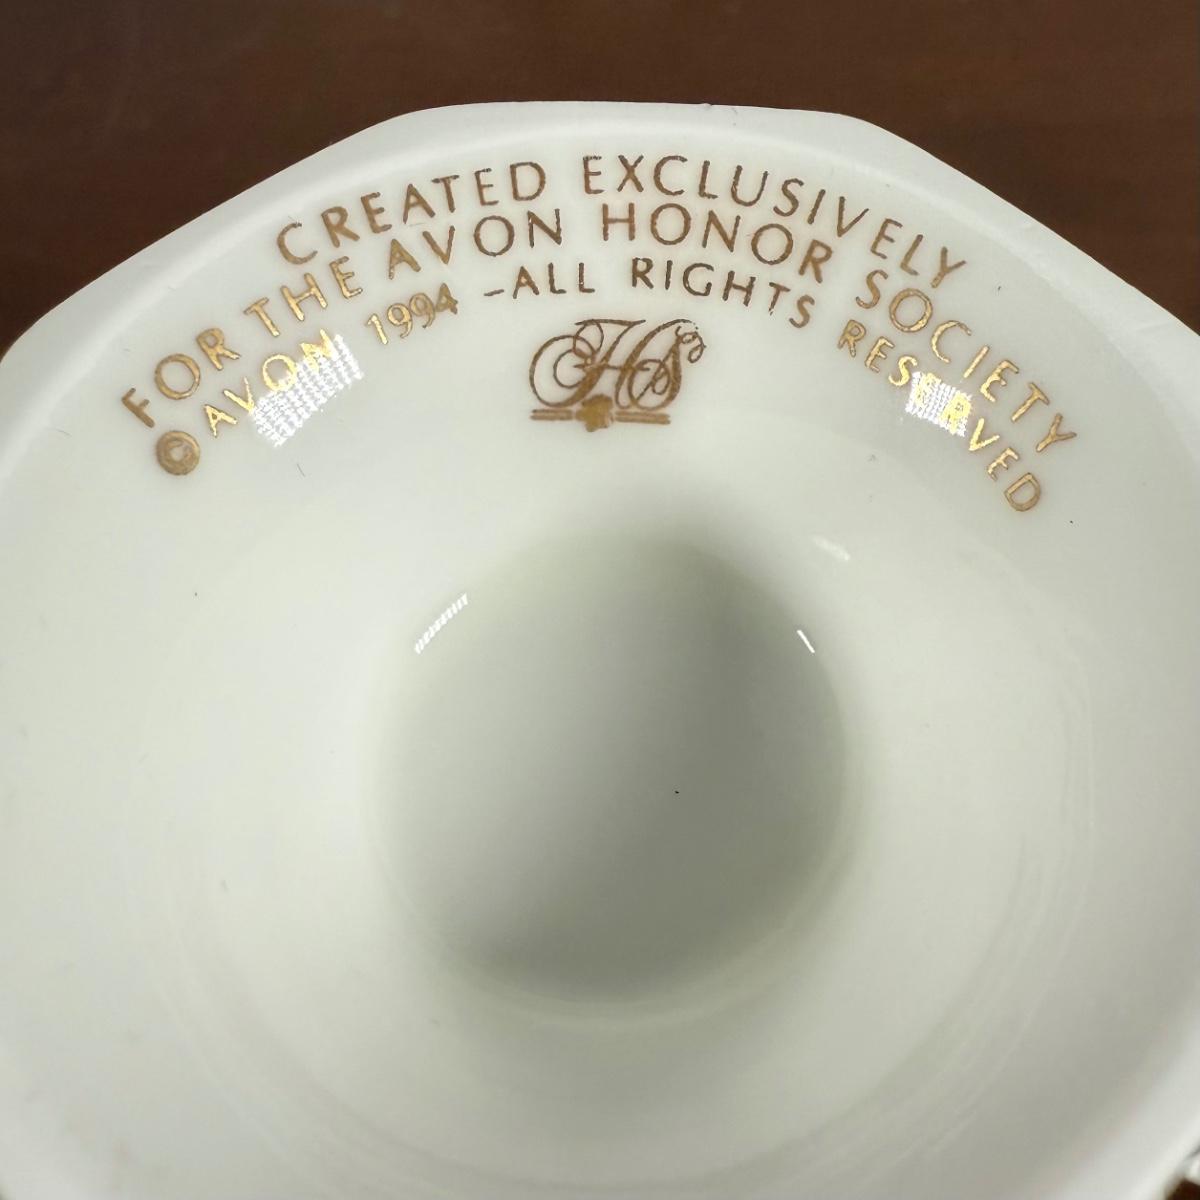 CREATED EXCLUSIVELY
FOR THE AVON HONOR SOCIETY
© AVON 1994 -ALL RIGHTS RESERVED
HS